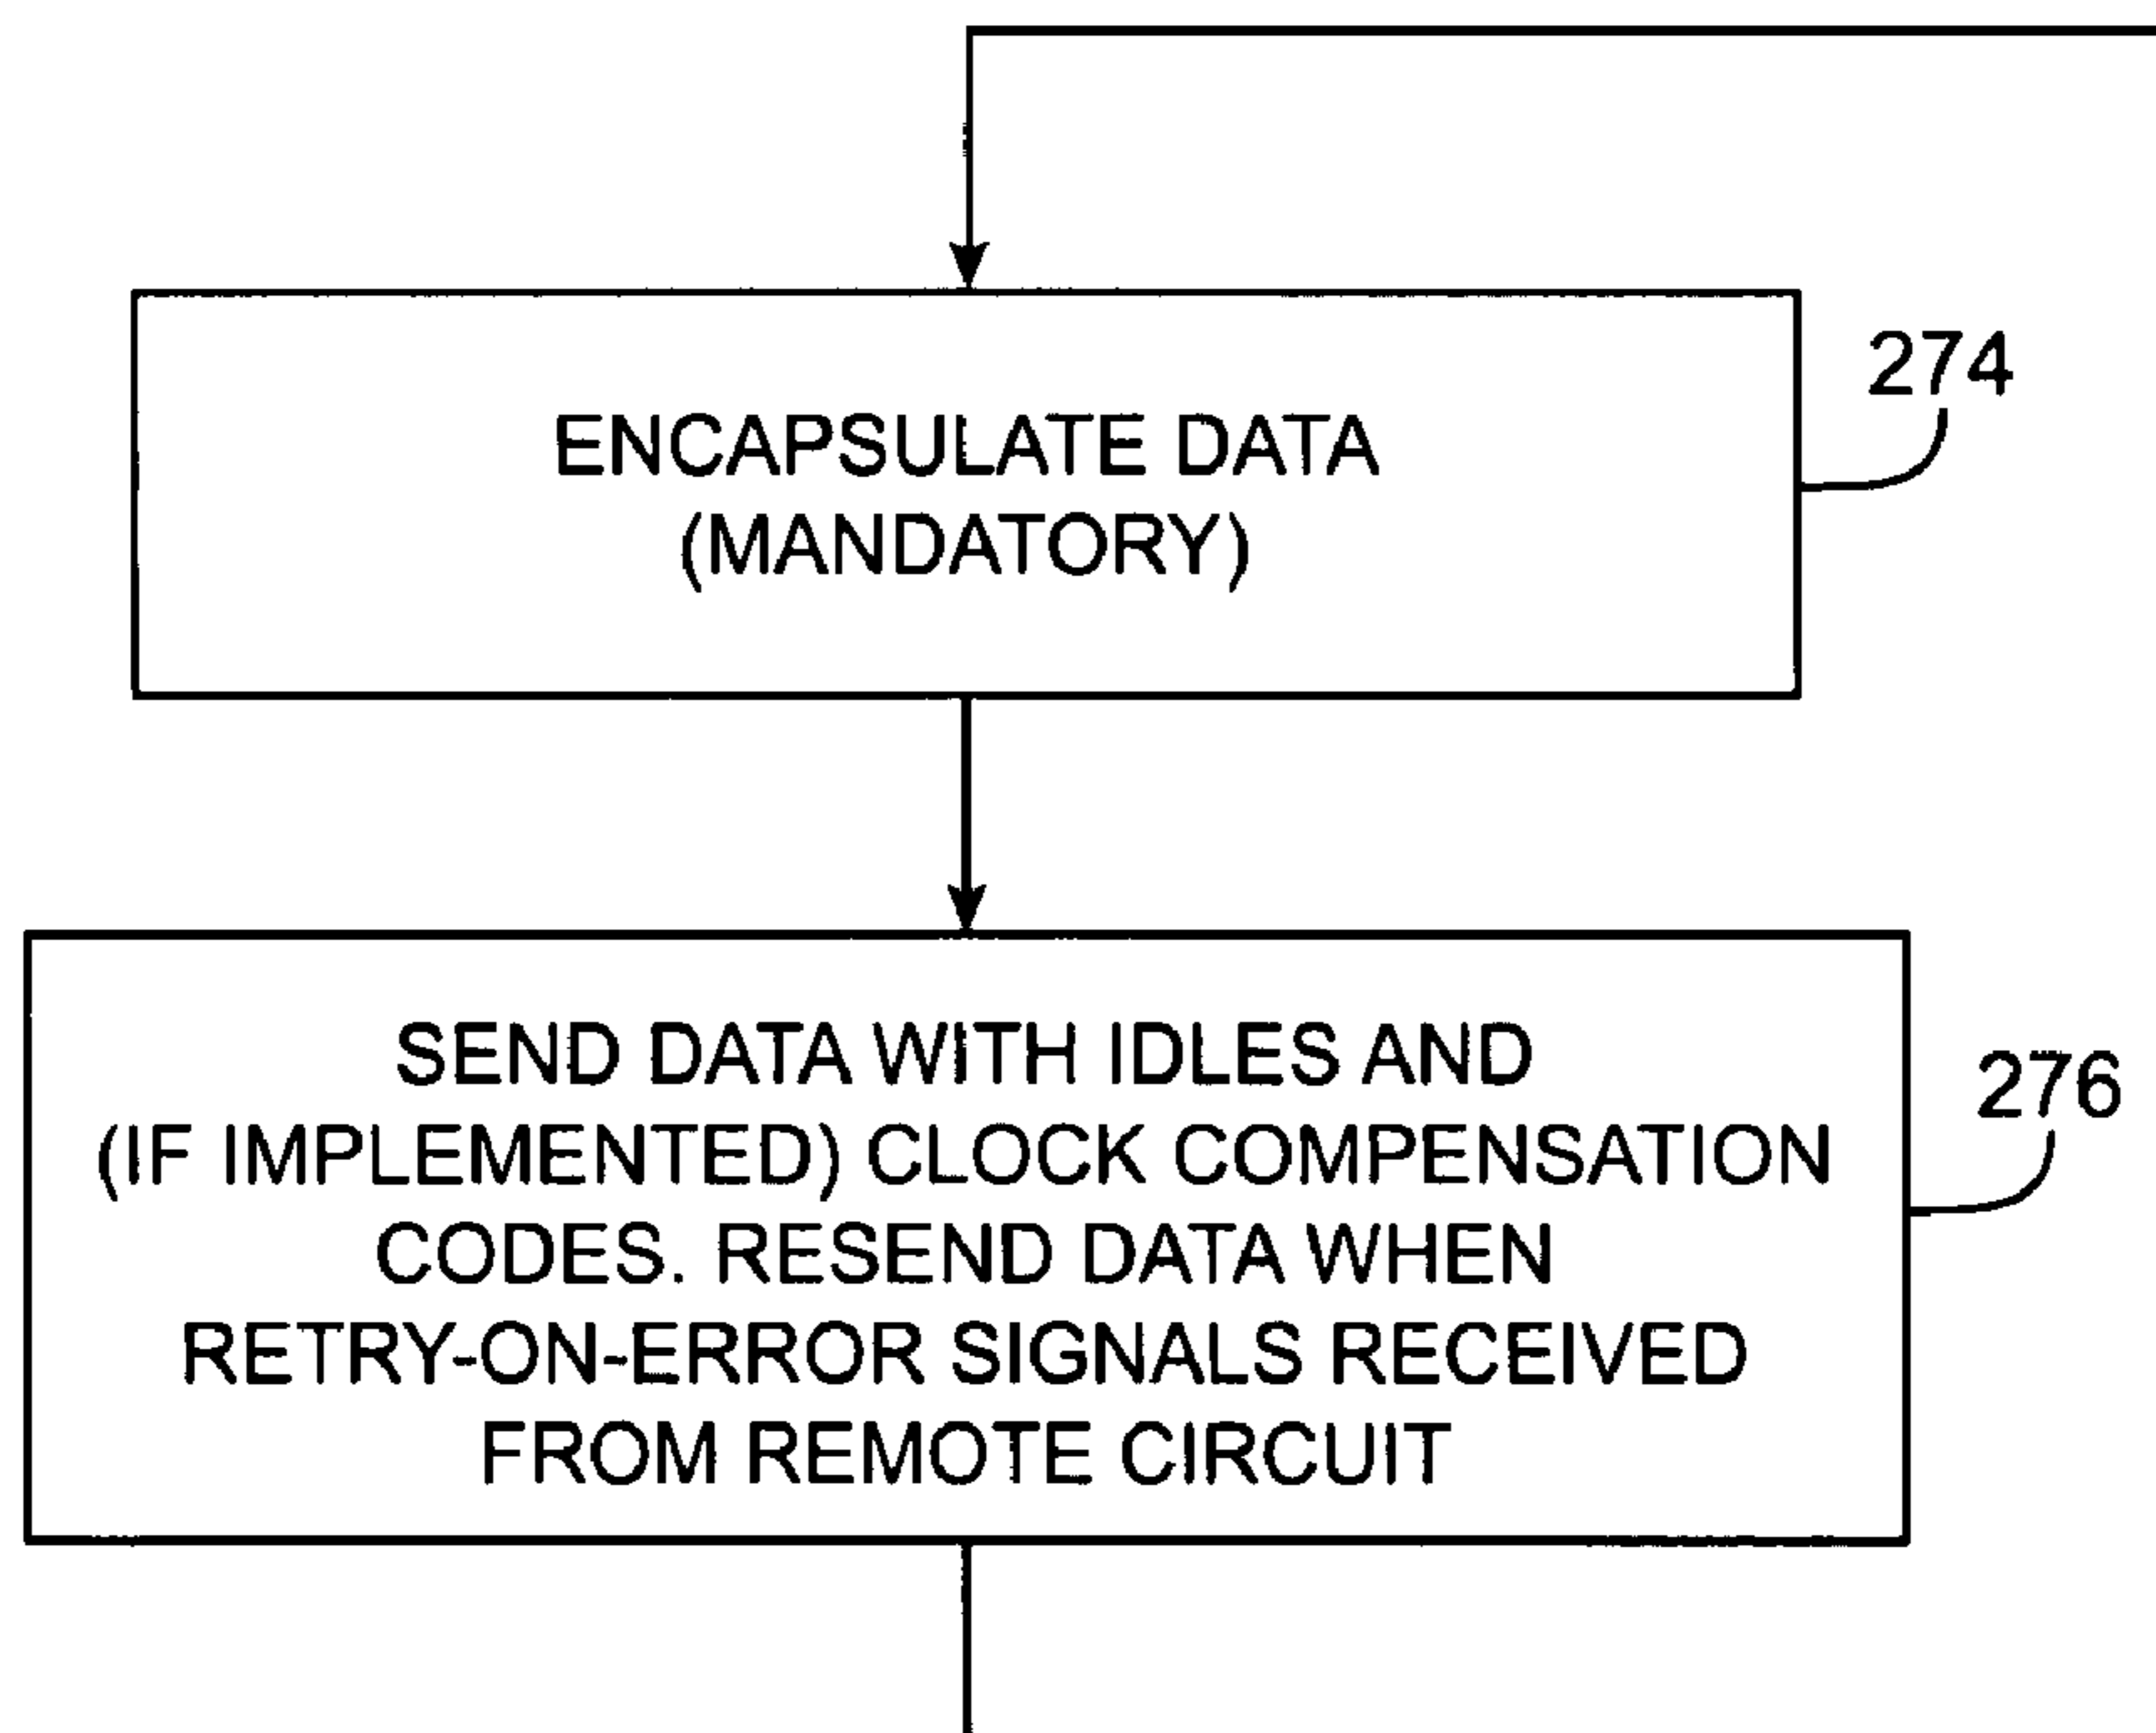 274
ENCAPSULATE DATA
(MANDATORY)
276
SEND DATA WITH IDLES AND
(IF IMPLEMENTED) CLOCK COMPENSATION
CODES. RESEND DATA WHEN
RETRY-ON-ERROR SIGNALS RECEIVED
FROM REMOTE CIRCUIT